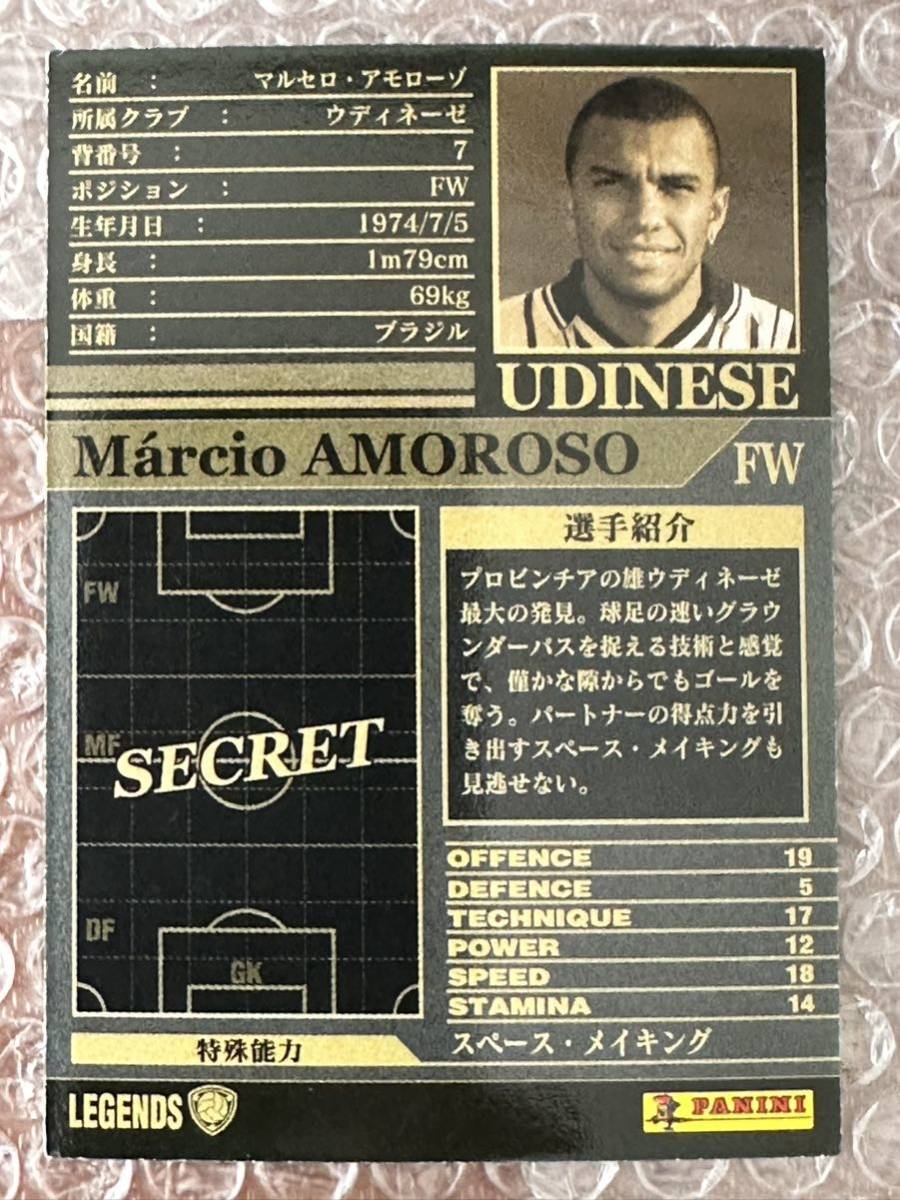 名前 : マルセロ・アモローゾ
所属クラブ : ウディネーゼ
背番号 : 7
ポジション : FW
生年月日 : 1974/7/5
身長 : 1m79cm
体重 : 69kg
国籍 : ブラジル
UDINESE
Márcio AMOROSO
FW
FW
MF
SECRET
DF
GK
選手紹介
プロビンチアの雄ウディネーゼ
最大の発見。球足の速いグラウ
ンダーパスを捉える技術と感覚
で、僅かな隙からでもゴールを
奪う。パートナーの得点力を引
き出すスペース・メイキングも
見逃せない。
OFFENCE 19
DEFENCE 5
TECHNIQUE 17
POWER 12
SPEED 18
STAMINA 14
特殊能力 スペース・メイキング
LEGENDS
PANINI